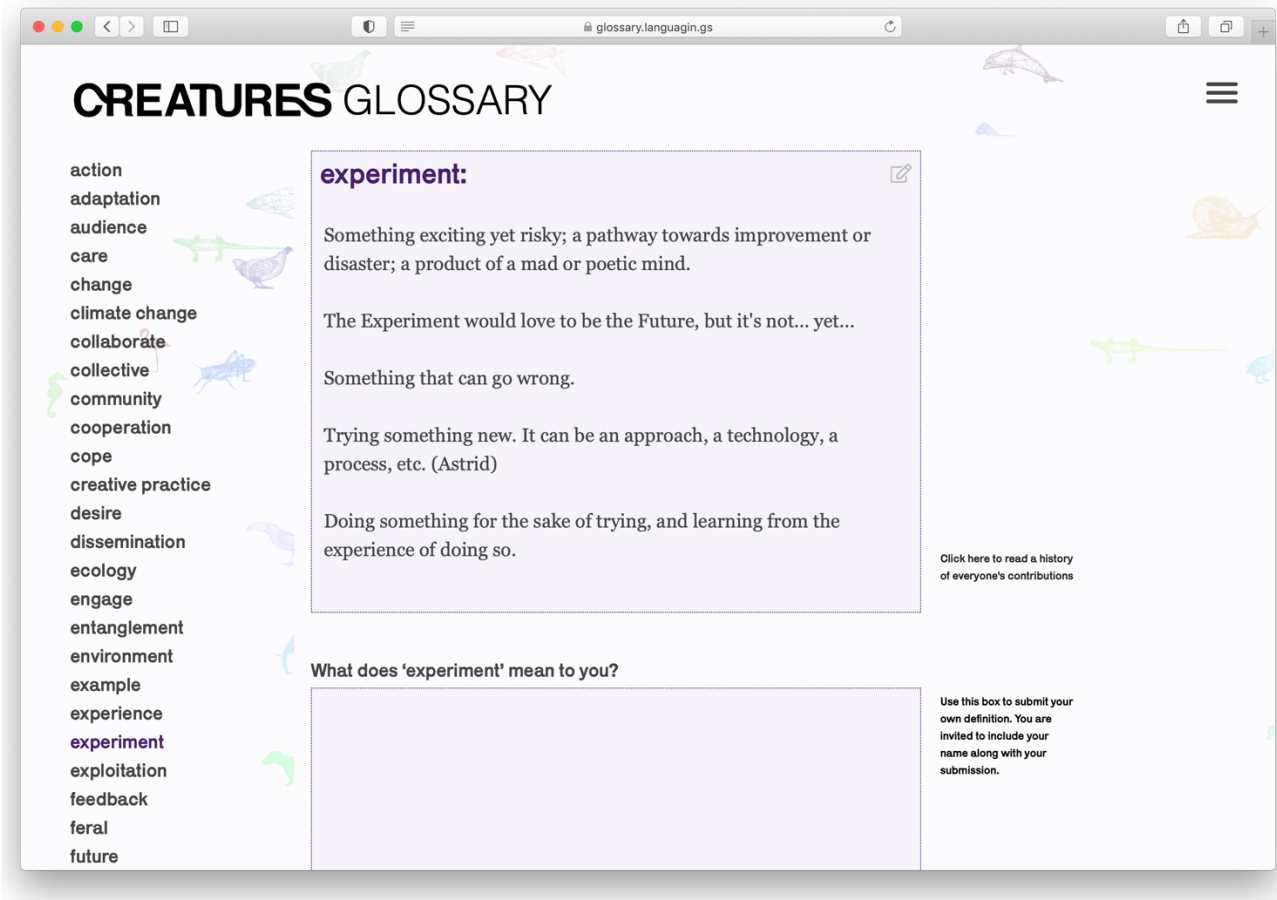 glossary.languagin.gs
CREATURES GLOSSARY
action
adaptation
audience
care
change
climate change
collaborate
collective
community
cooperation
cope
creative practice
desire
dissemination
ecology
engage
entanglement
environment
example
experience
experiment
exploitation
feedback
feral
future
experiment:
Something exciting yet risky; a pathway towards improvement or
disaster; a product of a mad or poetic mind.
The Experiment would love to be the Future, but it's not... yet...
Something that can go wrong.
Trying something new. It can be an approach, a technology, a
process, etc. (Astrid)
Doing something for the sake of trying, and learning from the
experience of doing so.
Click here to read a history
of everyone's contributions
What does ‘experiment’ mean to you?
Use this box to submit your
own definition. You are
invited to include your
name along with your
submission.